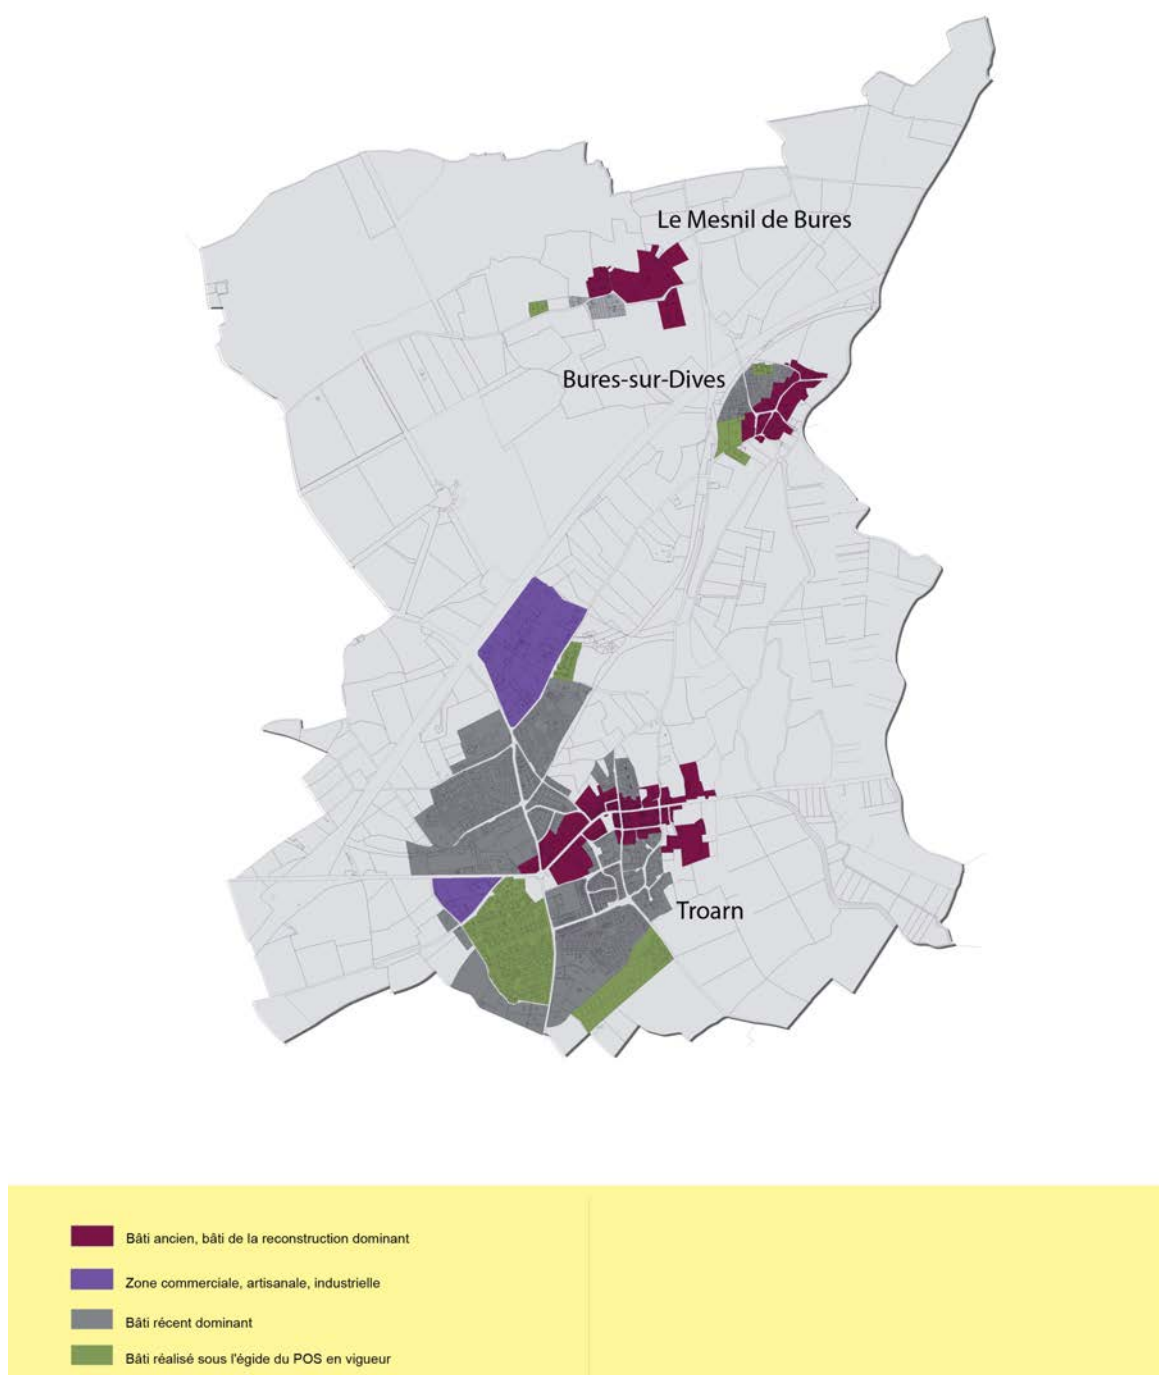 Le Mesnil de Bures
Bures-sur-Dives
Troarn
Bâti ancien, bâti de la reconstruction dominant
Zone commerciale, artisanale, industrielle
Bâti récent dominant
Bâti réalisé sous l'égide du POS en vigueur